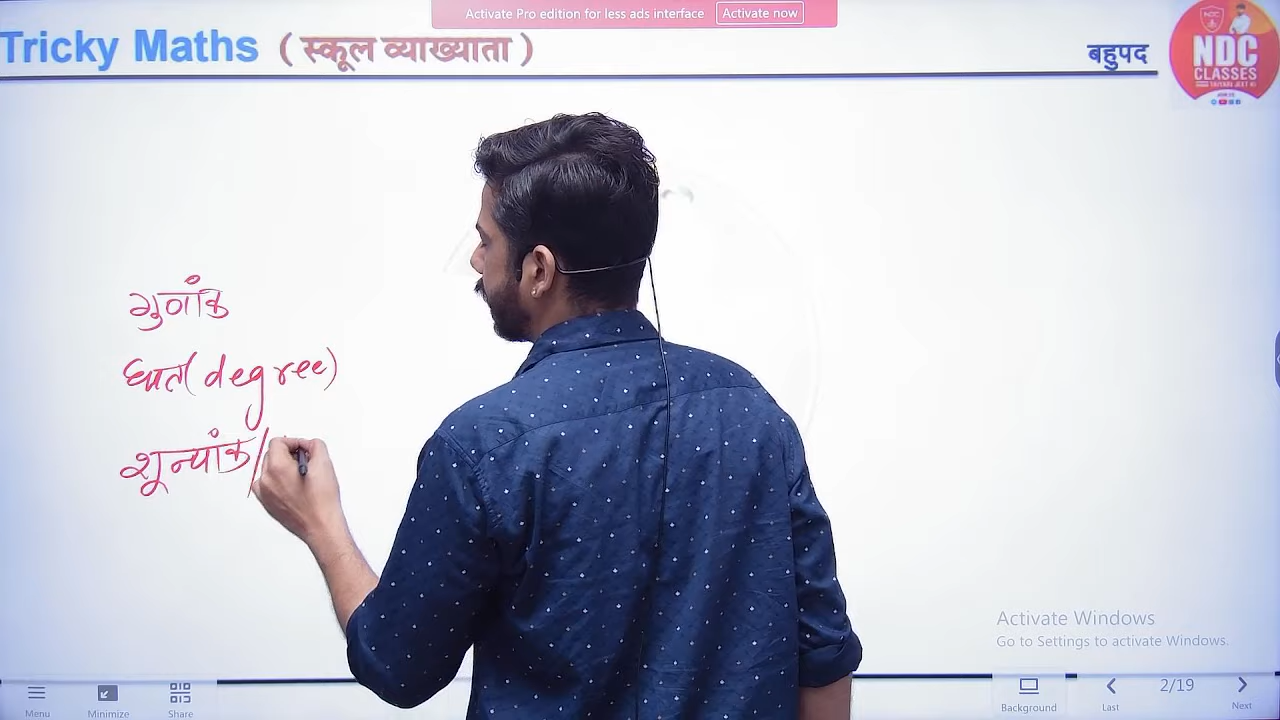 Activate Pro edition for less ads interface Activate now
Tricky Maths ( स्कूल व्याख्याता )
बहुपद
NDC
CLASSES
गुणांक
घात (degree)
शून्यांक/
Activate Windows
Go to Settings to activate Windows.
Menu
Minimize
Share
Background
Last
2/19
Next